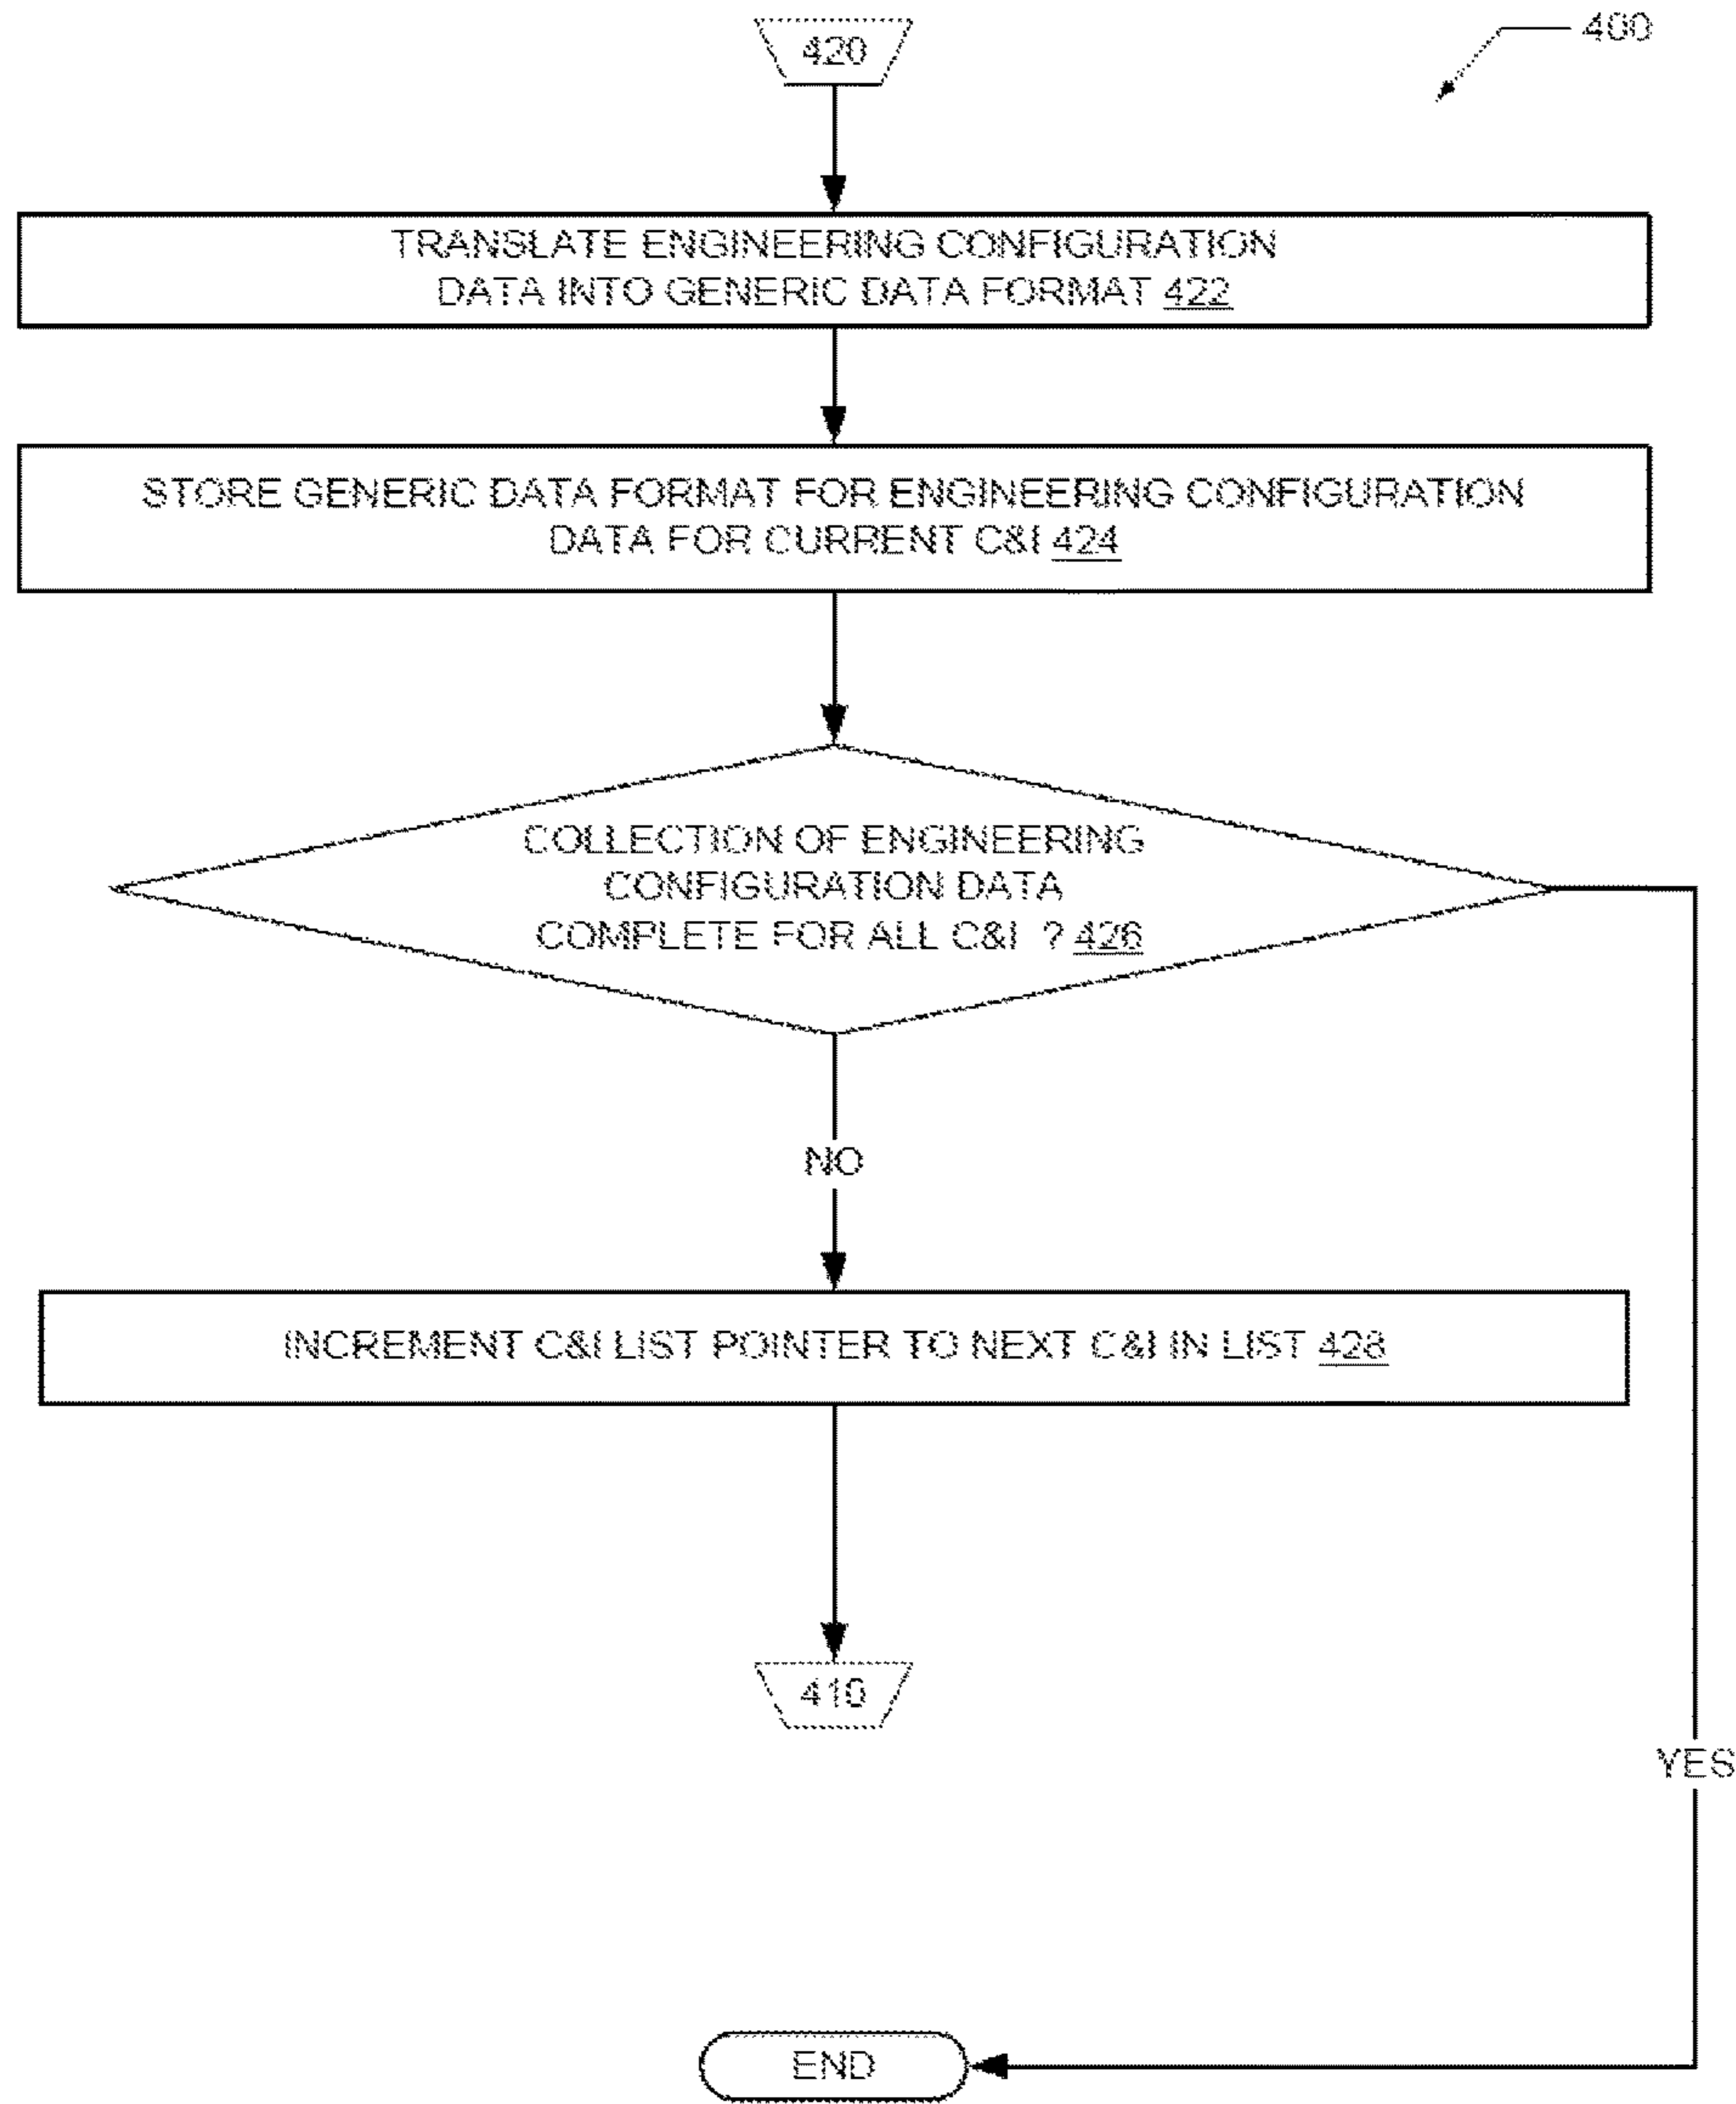 420
400
TRANSLATE ENGINEERING CONFIGURATION
DATA INTO GENERIC DATA FORMAT 422
STORE GENERIC DATA FORMAT FOR ENGINEERING CONFIGURATION
DATA FOR CURRENT C&I 424
COLLECTION OF ENGINEERING
CONFIGURATION DATA
COMPLETE FOR ALL C&I ? 426
NO
INCREMENT C&I LIST POINTER TO NEXT C&I IN LIST 428
410
YES
END